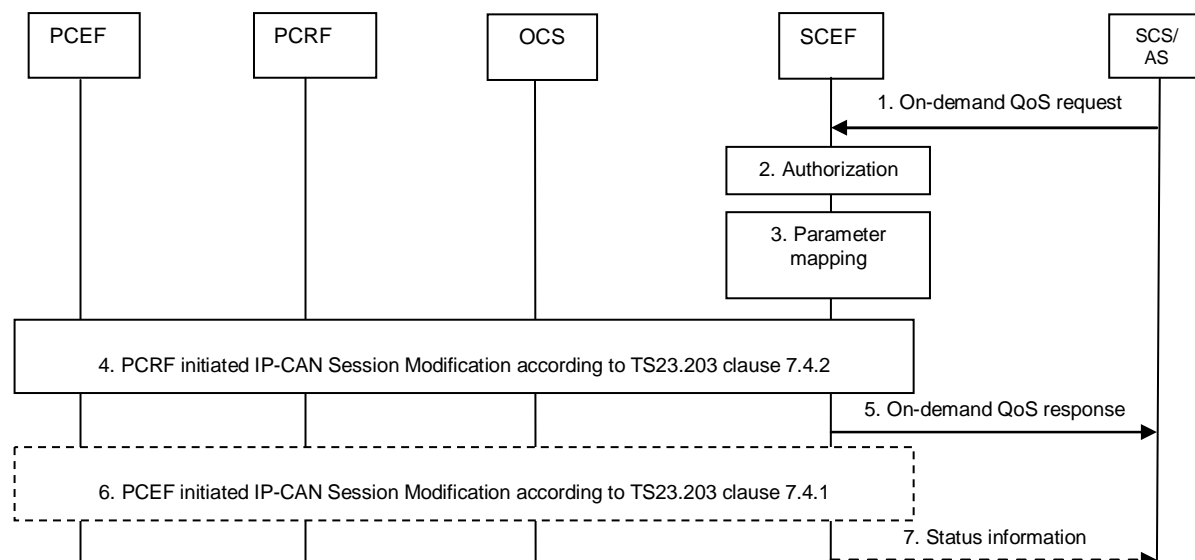 PCEF
PCRF
OCS
SCEF
SCS/
AS
1. On-demand QoS request
2. Authorization
3. Parameter
mapping
4. PCRF initiated IP-CAN Session Modification according to TS23.203 clause 7.4.2
5. On-demand QoS response
6. PCEF initiated IP-CAN Session Modification according to TS23.203 clause 7.4.1
7. Status information